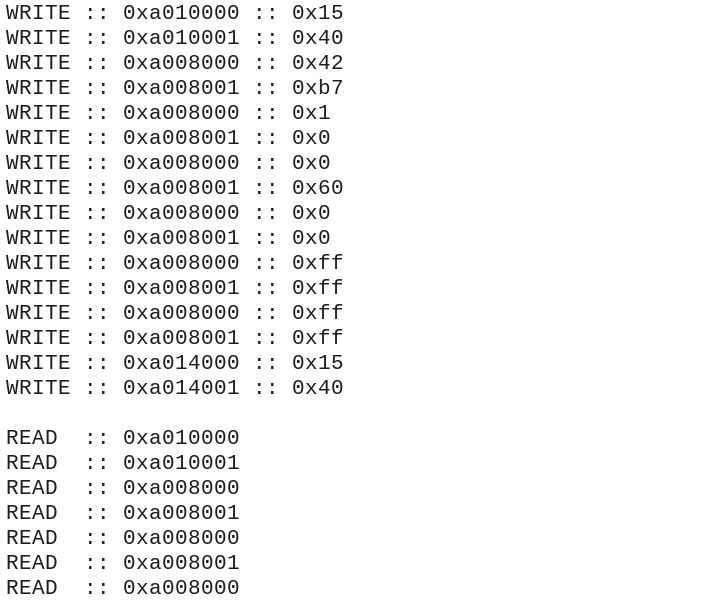 WRITE :: 0xa010000 :: 0x15
WRITE :: 0xa010001 :: 0x40
WRITE :: 0xa008000 :: 0x42
WRITE :: 0xa008001 :: 0xb7
WRITE :: 0xa008000 :: 0x1
WRITE :: 0xa008001 :: 0x0
WRITE :: 0xa008000 :: 0x0
WRITE :: 0xa008001 :: 0x60
WRITE :: 0xa008000 :: 0x0
WRITE :: 0xa008001 :: 0x0
WRITE :: 0xa008000 :: 0xff
WRITE :: 0xa008001 :: 0xff
WRITE :: 0xa008000 :: 0xff
WRITE :: 0xa008001 :: 0xff
WRITE :: 0xa014000 :: 0x15
WRITE :: 0xa014001 :: 0x40

READ  :: 0xa010000
READ  :: 0xa010001
READ  :: 0xa008000
READ  :: 0xa008001
READ  :: 0xa008000
READ  :: 0xa008001
READ  :: 0xa008000